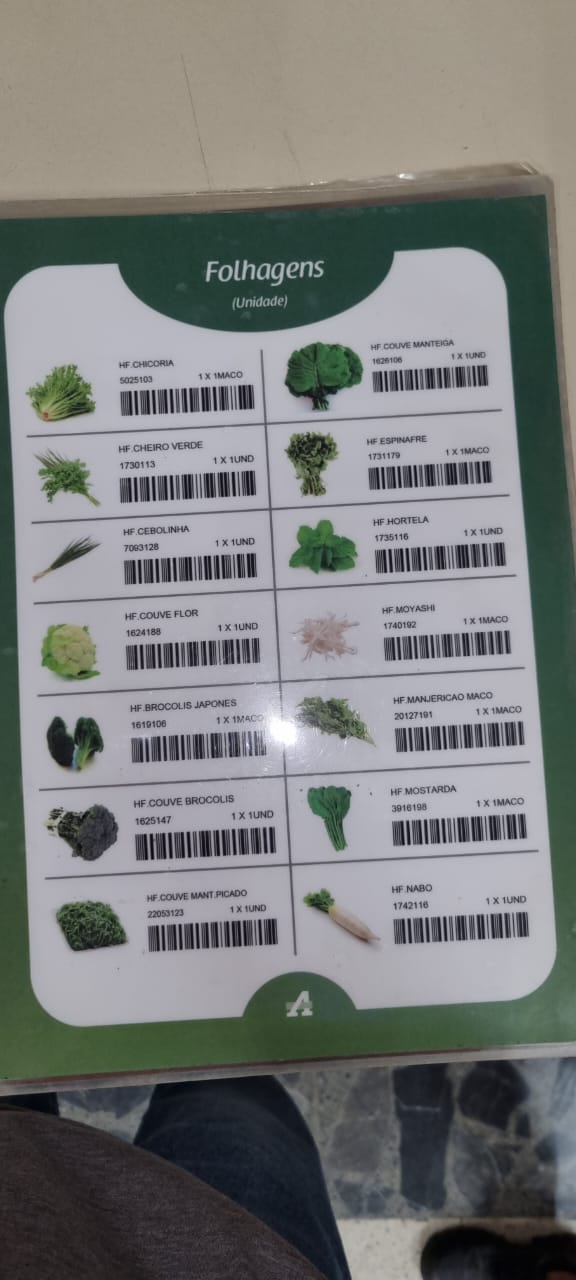 Folhagens
(Unidade)
HF.CHICORIA
5025103 1 X 1MACO
HF.CHEIRO VERDE
1730113 1 X 1UND
HF.CEBOLINHA
7093128 1 X 1UND
HF.COUVE FLOR
1624188 1 X 1UND
HF.BROCOLIS JAPONES
1619106 1 X 1MACO
HF.COUVE BROCOLIS
1625147 1 X 1UND
HF.COUVE MANT.PICADO
22053123 1 X 1UND
HF.COUVE MANTEIGA
1626106 1 X 1UND
HF.ESPINAFRE
1731179 1 X 1MACO
HF.HORTELA
1735116 1 X 1UND
HF.MOYASHI
1740192 1 X 1MACO
HF.MANJERICAO MACO
20127191 1 X 1MACO
HF.MOSTARDA
3916198 1 X 1MACO
HF.NABO
1742116 1 X 1UND
A